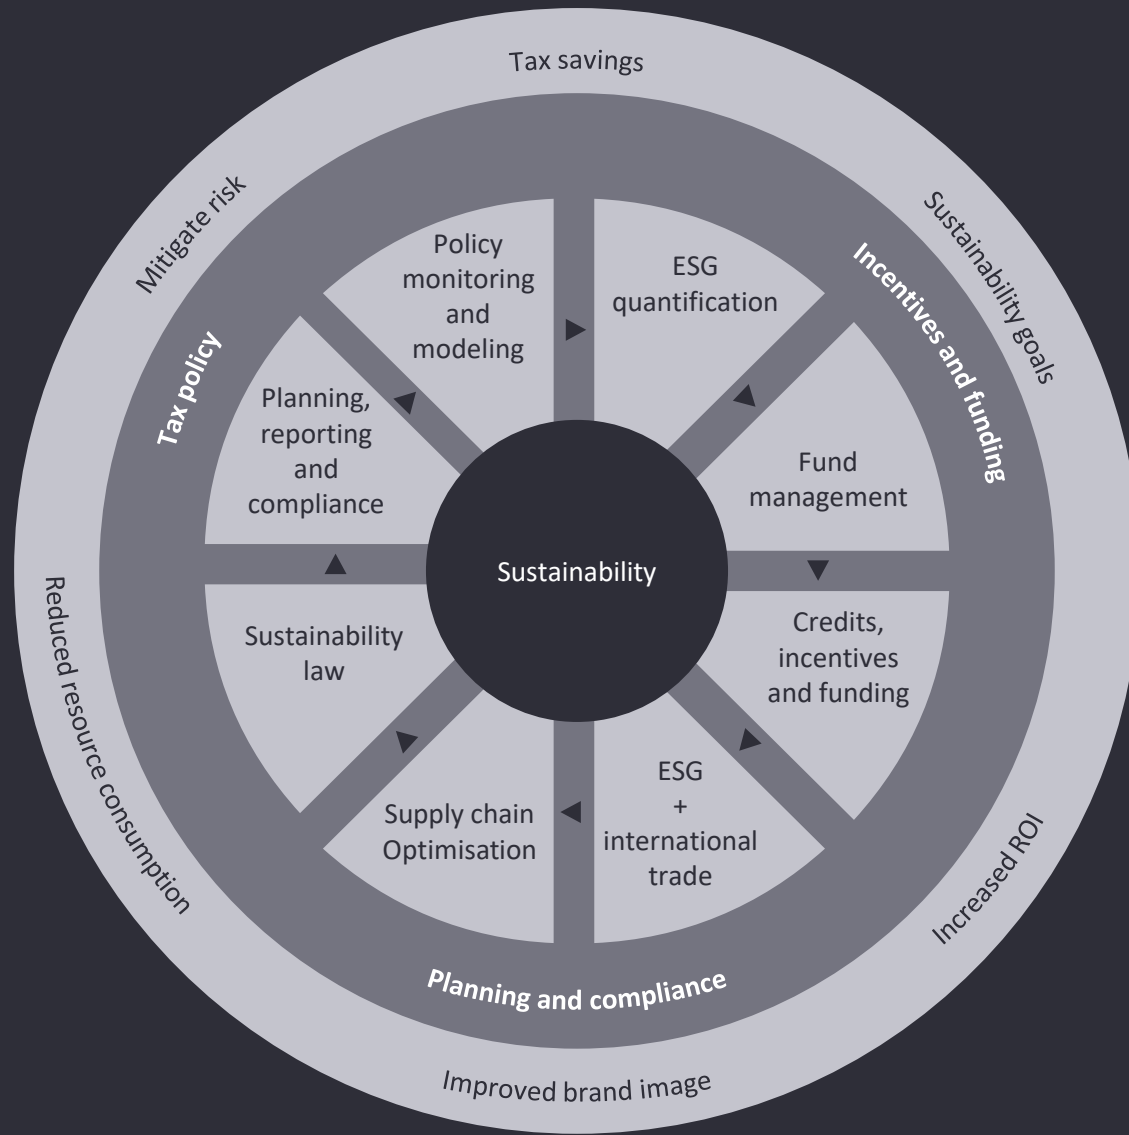 Tax savings
Mitigate risk
Sustainability goals
Incentives and funding
Tax policy
Policy
monitoring
and
modeling
ESG
quantification
Planning,
reporting
and
compliance
Fund
management
Sustainability
Sustainability
law
Credits,
incentives
and funding
Supply chain
Optimisation
ESG
+
international
trade
Reduced resource consumption
Increased ROI
Planning and compliance
Improved brand image